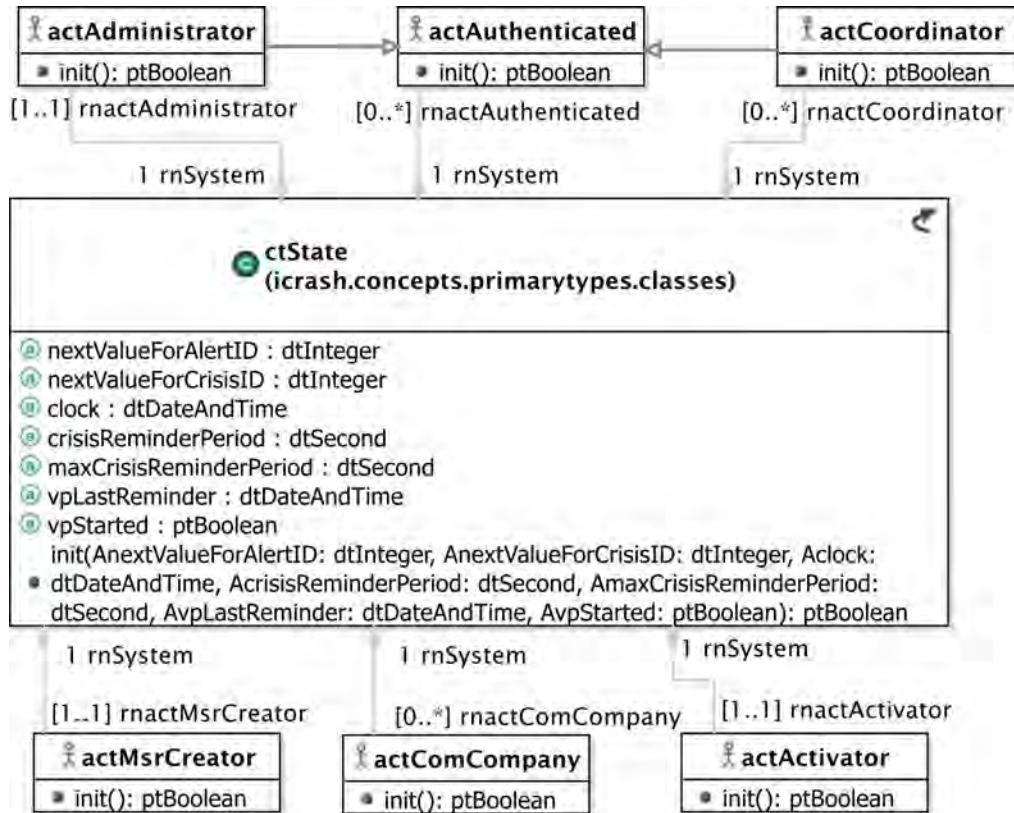 actAdministrator
init(): ptBoolean
actAuthenticated
init(): ptBoolean
actCoordinator
init(): ptBoolean
[1..1] rnactAdministrator
[0..*] rnactAuthenticated
[0..*] rnactCoordinator
1 rnSystem
1 rnSystem
1 rnSystem
ctState
(icrash.concepts.primarytypes.classes)
nextValueForAlertID : dtInteger
nextValueForCrisisID : dtInteger
clock : dtDateAndTime
crisisReminderPeriod : dtSecond
maxCrisisReminderPeriod : dtSecond
vpLastReminder : dtDateAndTime
vpStarted : ptBoolean
init(AnextValueForAlertID: dtInteger, AnextValueForCrisisID: dtInteger, Aclock:
dtDateAndTime, AcrisisReminderPeriod: dtSecond, AmaxCrisisReminderPeriod:
dtSecond, AvpLastReminder: dtDateAndTime, AvpStarted: ptBoolean): ptBoolean
1 rnSystem
1 rnSystem
1 rnSystem
[1..1] rnactMsrCreator
[0..*] rnactComCompany
[1..1] rnactActivator
actMsrCreator
init(): ptBoolean
actComCompany
init(): ptBoolean
actActivator
init(): ptBoolean